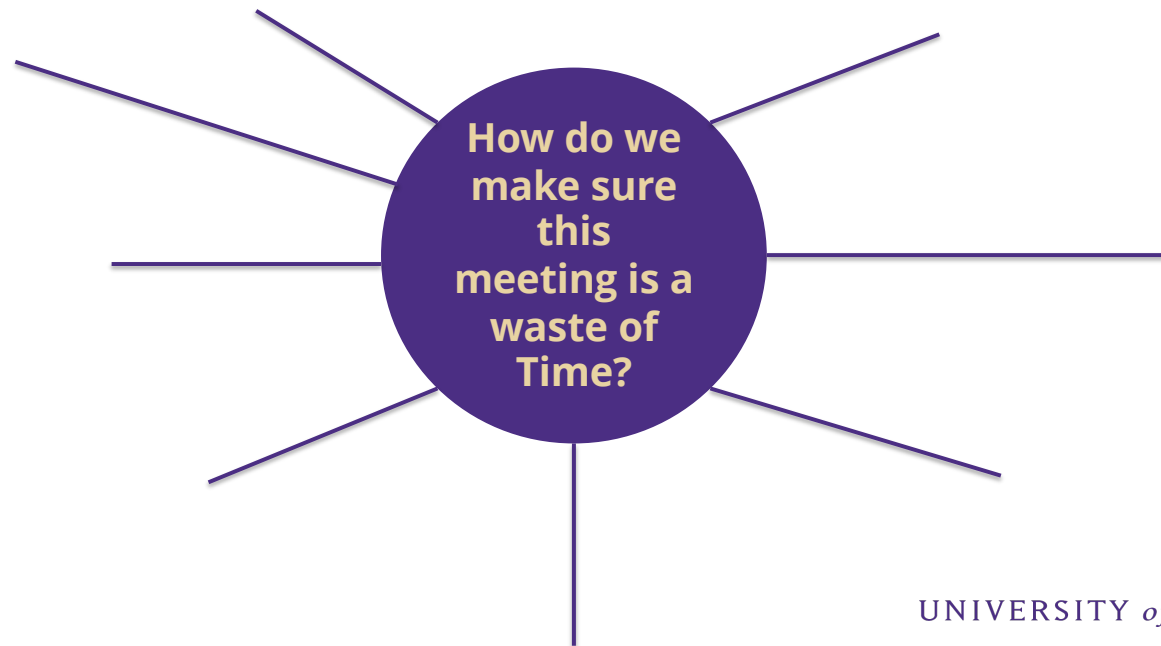 How do we
make sure
this
meeting is a
waste of
Time?
UNIVERSITY